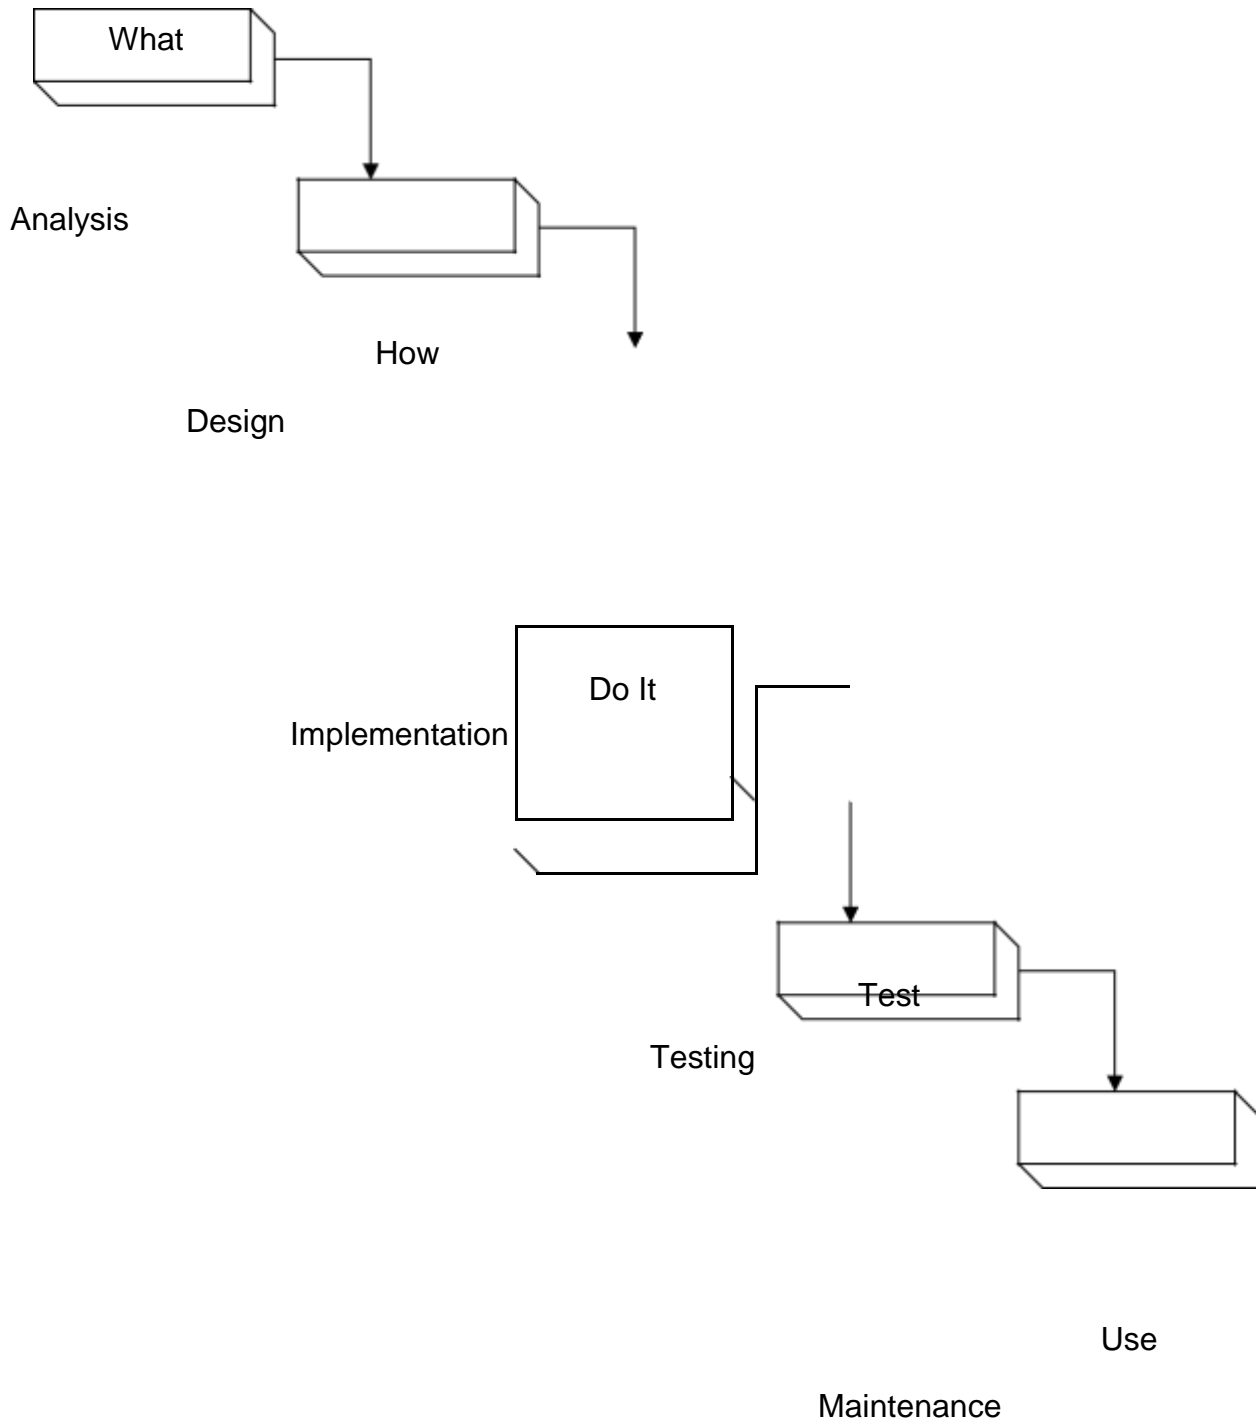 What
Analysis
How
Design
Do It
Implementation
Test
Testing
Use
Maintenance